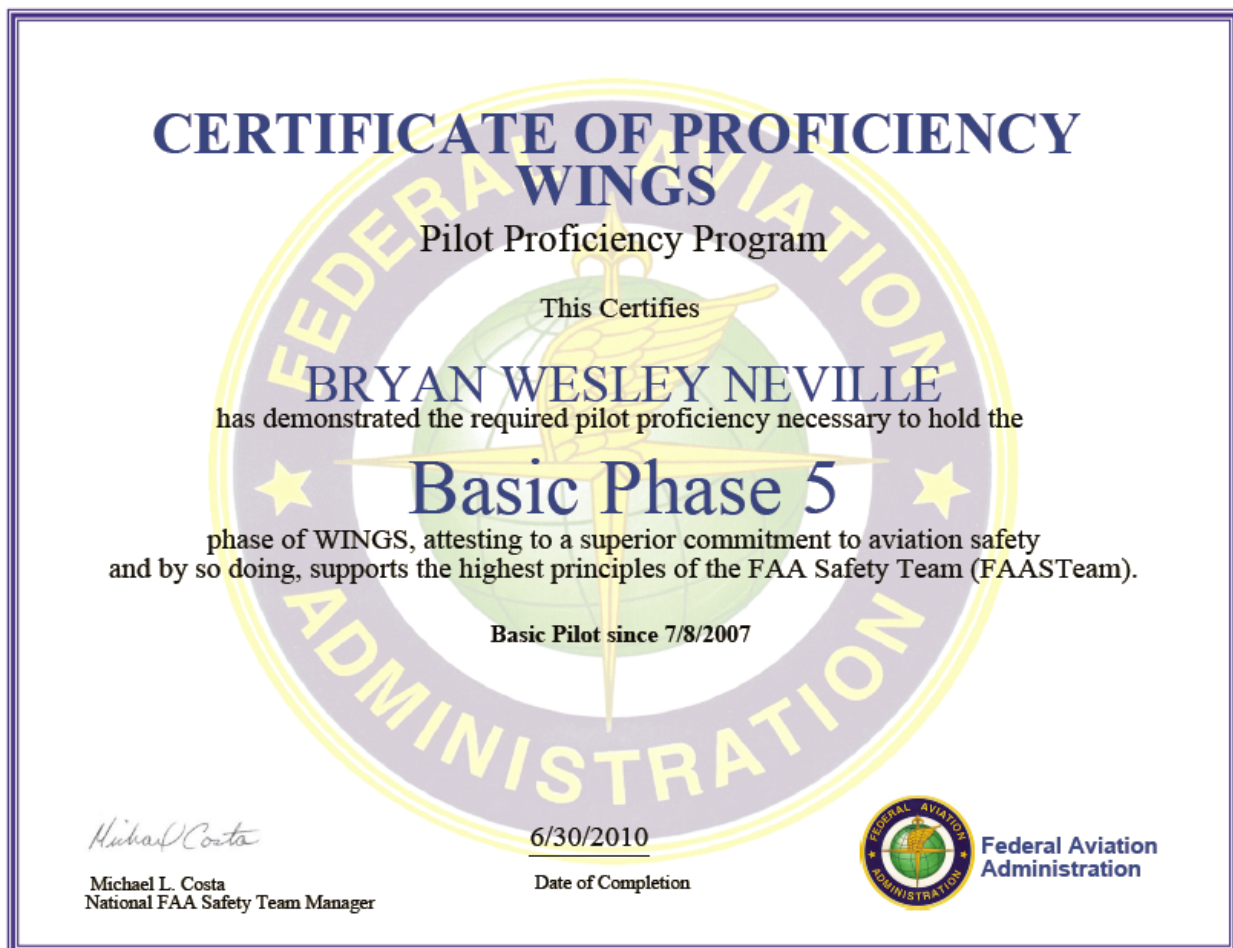 CERTIFICATE OF PROFICIENCY
WINGS
Pilot Proficiency Program
This Certifies
BRYAN WESLEY NEVILLE
has demonstrated the required pilot proficiency necessary to hold the
Basic Phase 5
phase of WINGS, attesting to a superior commitment to aviation safety
and by so doing, supports the highest principles of the FAA Safety Team (FAASTeam).
Basic Pilot since 7/8/2007
FEDERAL AVIATION
ADMINISTRATION
Michael Costa
Michael L. Costa
National FAA Safety Team Manager
6/30/2010
Date of Completion
FEDERAL AVIATION
ADMINISTRATION
Federal Aviation
Administration